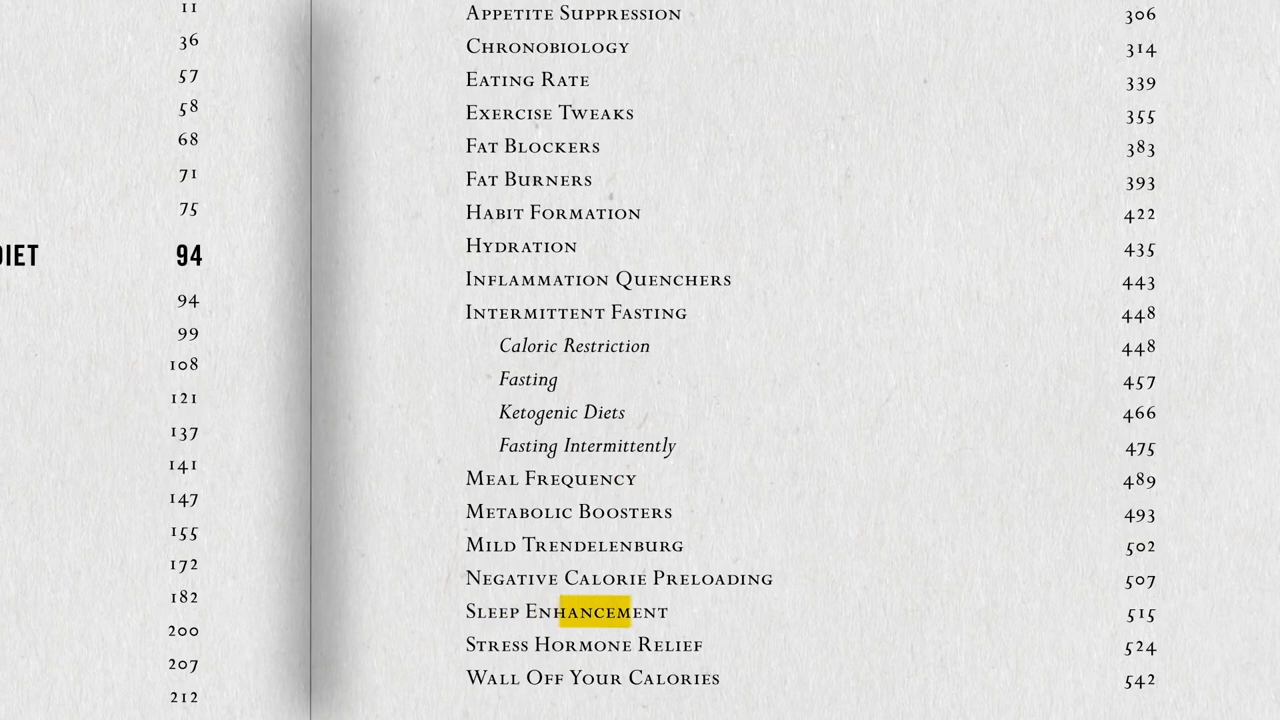 11
36
57
58
68
71
75
DIET 94
94
99
108
121
137
141
147
155
172
182
200
207
212
Appetite Suppression 306
Chronobiology 314
Eating Rate 339
Exercise Tweaks 355
Fat Blockers 383
Fat Burners 393
Habit Formation 422
Hydration 435
Inflammation Quenchers 443
Intermittent Fasting 448
Caloric Restriction 448
Fasting 457
Ketogenic Diets 466
Fasting Intermittently 475
Meal Frequency 489
Metabolic Boosters 493
Mild Trendelenburg 502
Negative Calorie Preloading 507
Sleep Enhancement 515
Stress Hormone Relief 524
Wall Off Your Calories 542